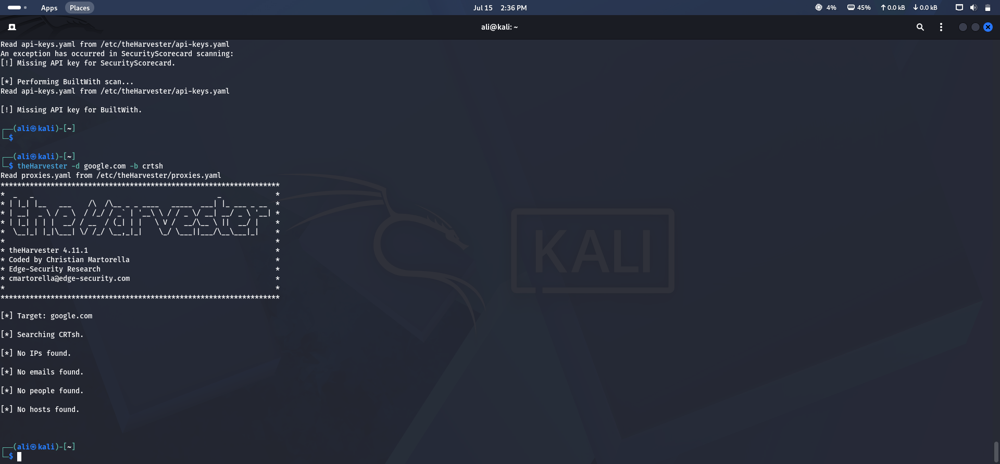 Apps Places Jul 15 2:36 PM 4% 45% 0.0 kB 0.0 kB
ali@kali: ~
Read api-keys.yaml from /etc/theHarvester/api-keys.yaml
An exception has occurred in SecurityScorecard scanning:
[!] Missing API key for SecurityScorecard.
[*] Performing BuiltWith scan...
Read api-keys.yaml from /etc/theHarvester/api-keys.yaml
[!] Missing API key for BuiltWith.
┌──(ali㉿kali)-[~]
└─$
┌──(ali㉿kali)-[~]
└─$ theHarvester -d google.com -b crtsh
Read proxies.yaml from /etc/theHarvester/proxies.yaml
*******************************************************************
*  _   _                                            _             *
* | |_| |__   ___    /\  /\__ _ _ ____   _____  ___| |_ ___ _ __  *
* | __|  _ \ / _ \  / /_/ / _` | '__\ \ / / _ \/ __| __/ _ \ '__| *
* | |_| | | |  __/ / __  / (_| | |   \ V /  __/\__ \ ||  __/ |    *
*  \__|_| |_|\___| \/ /_/ \__,_|_|    \_/ \___||___/\__\___|_|    *
*                                                                 *
* theHarvester 4.11.1                                             *
* Coded by Christian Martorella                                   *
* Edge-Security Research                                          *
* cmartorella@edge-security.com                                   *
*                                                                 *
*******************************************************************
[*] Target: google.com
[*] Searching CRTsh.
[*] No IPs found.
[*] No emails found.
[*] No people found.
[*] No hosts found.
┌──(ali㉿kali)-[~]
└─$
KALI